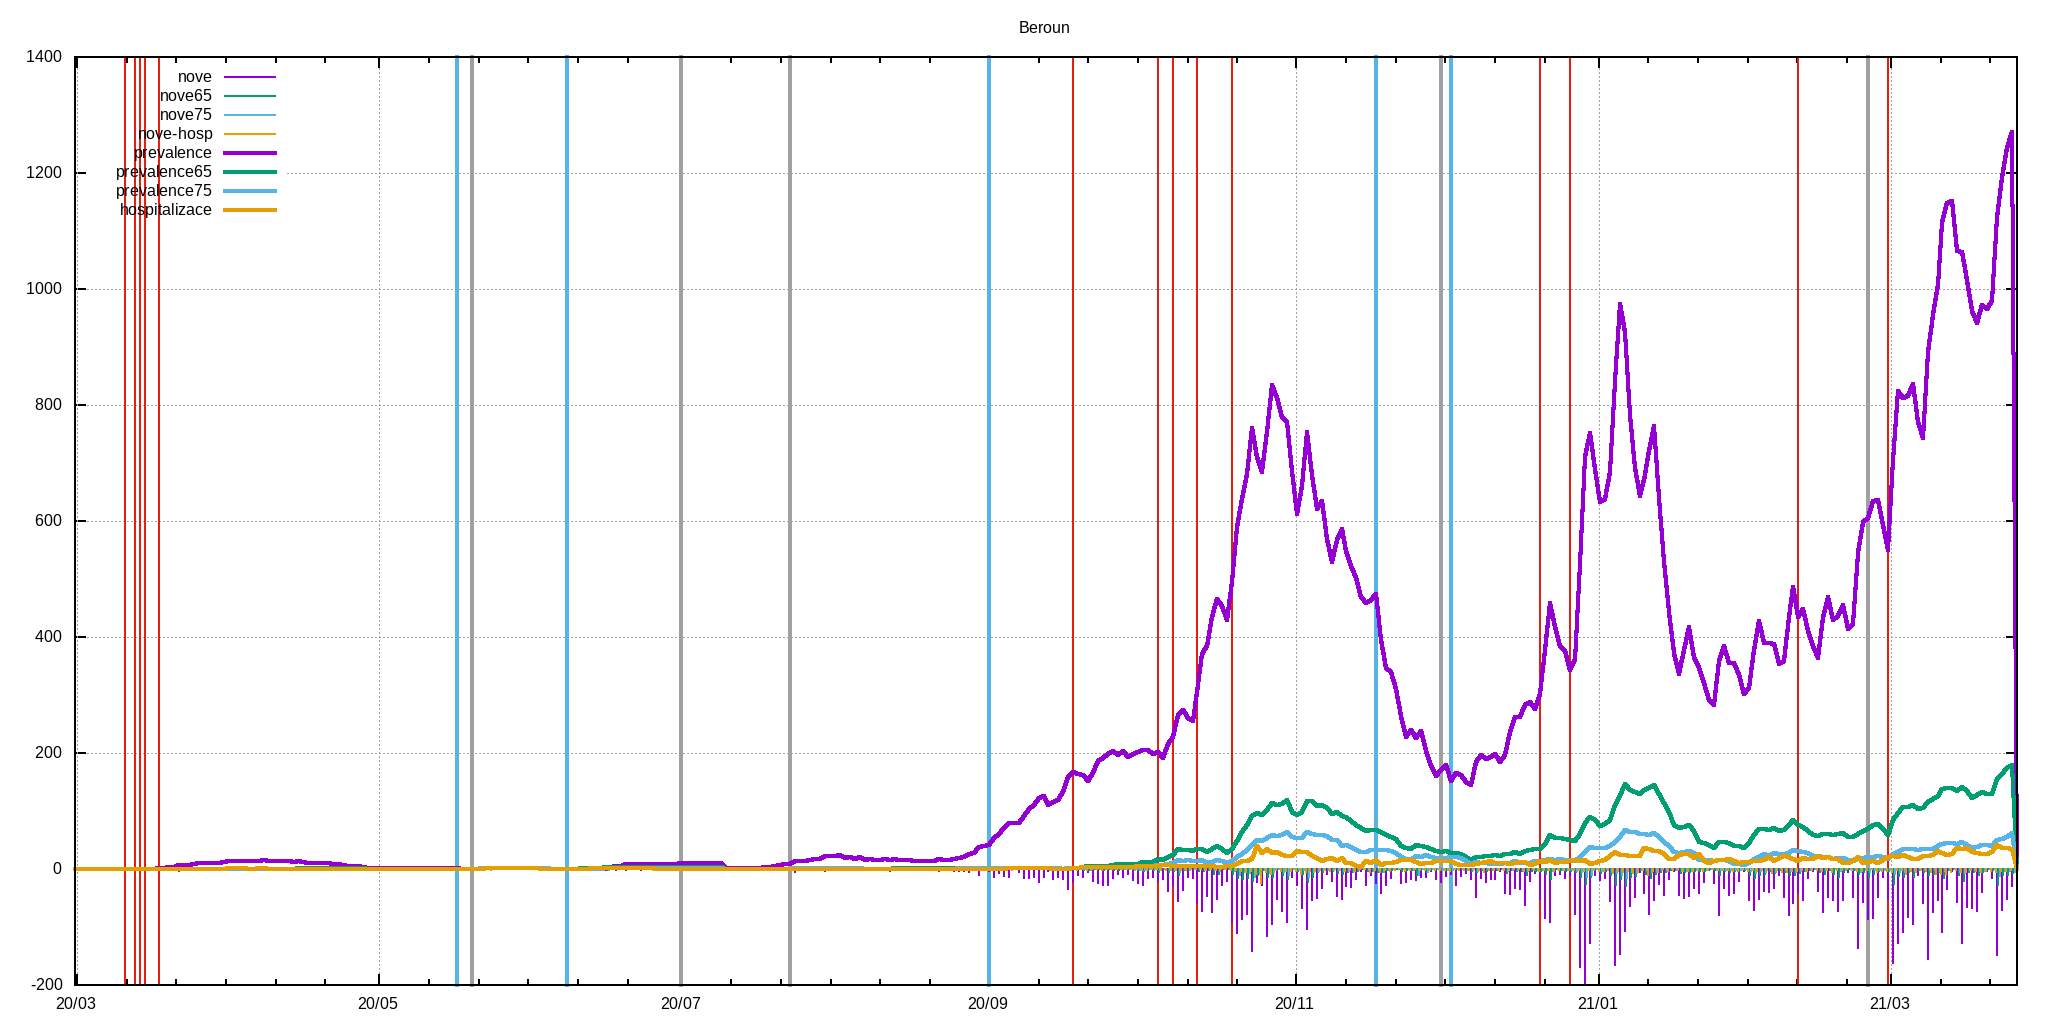 Beroun
1400
1200
1000
800
600
400
200
0
-200
nove
nove65
nove75
nove-hosp
prevalence
prevalence65
prevalence75
hospitalizace
20/03
20/05
20/07
20/09
20/11
21/01
21/03